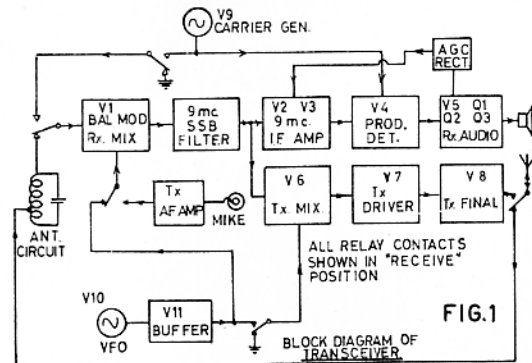 V9
CARRIER GEN.
AGC
RECT
V1
BAL MOD
Rx. MIX
9mc
SSB
FILTER
V2 V3
9 mc.
I.F AMP
V4
PROD.
DET.
V5 Q1
Q2 Q3
Rx. AUDIO
ANT.
CIRCUIT
Tx
AF AMP
MIKE
V6
Tx. MIX.
V7
Tx
DRIVER
V8
Tx FINAL
ALL RELAY CONTACTS
SHOWN IN "RECEIVE"
POSITION
V10
VFO
V11
BUFFER
FIG.1
BLOCK DIAGRAM OF
TRANSCEIVER